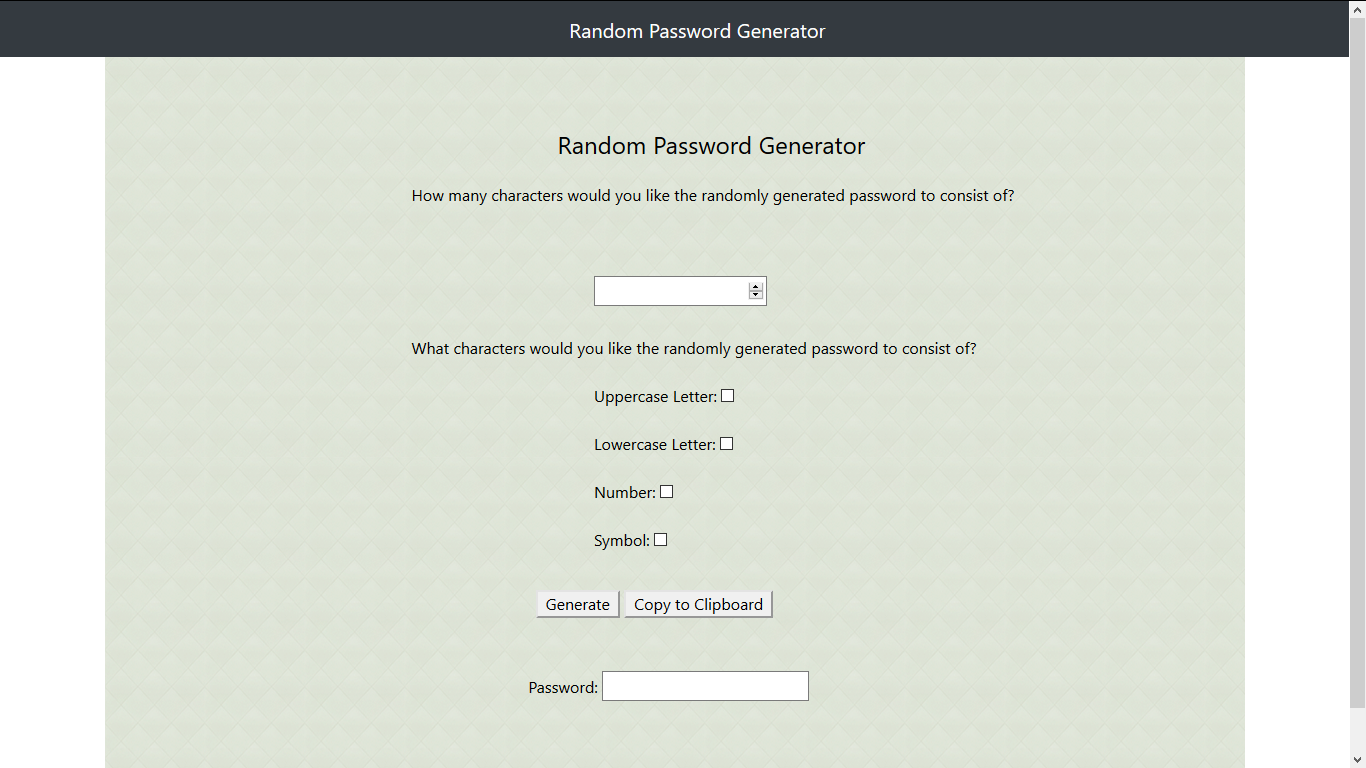 Random Password Generator
Random Password Generator
How many characters would you like the randomly generated password to consist of?
What characters would you like the randomly generated password to consist of?
Uppercase Letter:
Lowercase Letter:
Number:
Symbol:
Generate Copy to Clipboard
Password: